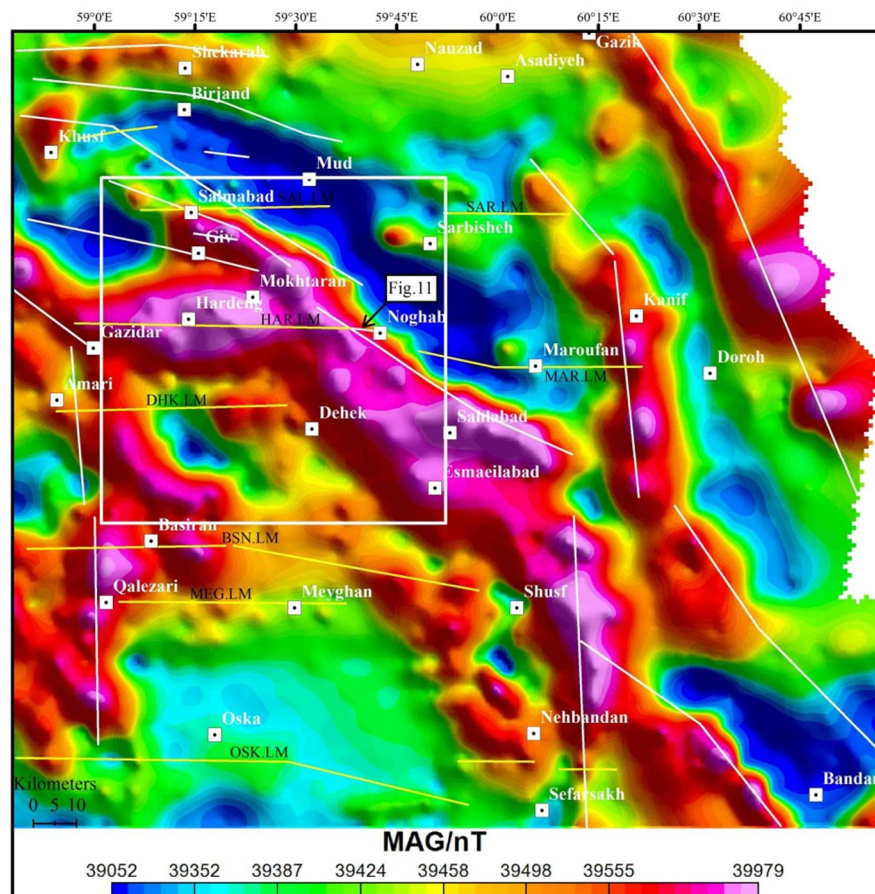 59°0'E 59°15'E 59°30'E 59°45'E 60°0'E 60°15'E 60°30'E 60°45'E
Gazik
Nauzad
Shekarab
Asadiyeh
Birjand
Khusf
Mud
Salmabad
SAL.LM
SAR.LM
Sarbisheh
Giv
Mokhtaran
Fig.11
Hardeng
Kanif
HAR.LM
Noghab
Gazidar
Maroufan
Doroh
MAR.LM
Amari
DHK.LM
Dehek
Sahlabad
Esmaeilabad
Basiran
BSN.LM
Qalezari
MEG.LM
Meyghan
Shusf
Oska
Nehbandan
OSK.LM
Kilometers
0 5 10
Bandan
Sefarsakh
MAG/nT
39052 39352 39387 39424 39458 39498 39555 39979